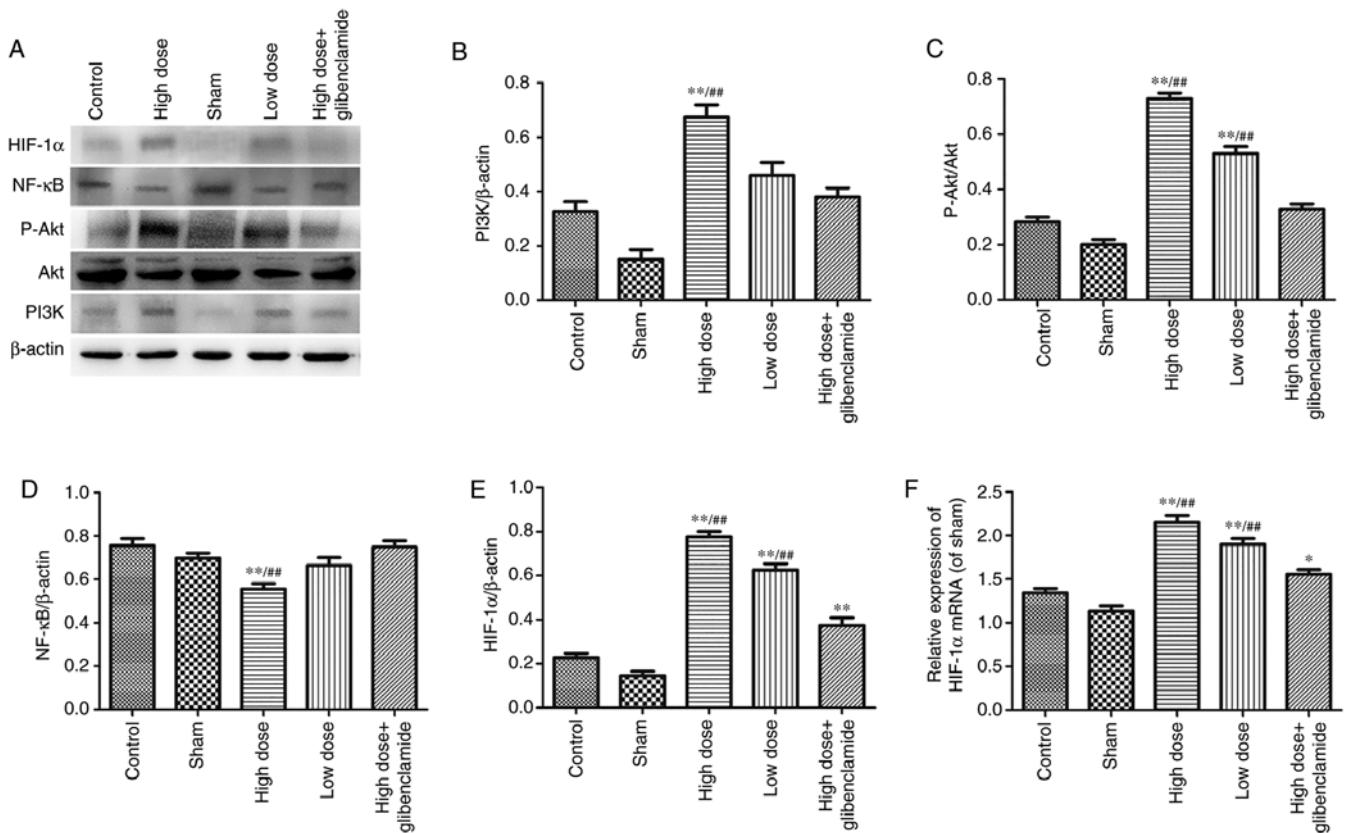 A
Control
High dose
Sham
Low dose
High dose+
glibenclamide
HIF-1α
NF-κB
P-Akt
Akt
PI3K
β-actin
B
PI3K/β-actin
0.8
0.6
0.4
0.2
0.0
**/##
Control
Sham
High dose
Low dose
High dose+
glibenclamide
C
P-Akt/Akt
0.8
0.6
0.4
0.2
0.0
**/##
**/##
Control
Sham
High dose
Low dose
High dose+
glibenclamide
D
NF-κB/β-actin
1.0
0.8
0.6
0.4
0.2
0.0
**/##
Control
Sham
High dose
Low dose
High dose+
glibenclamide
E
HIF-1α/β-actin
1.0
0.8
0.6
0.4
0.2
0.0
**/##
**/##
**
Control
Sham
High dose
Low dose
High dose+
glibenclamide
F
Relative expression of
HIF-1α mRNA (of sham)
2.5
2.0
1.5
1.0
0.5
0.0
**/##
**/##
*
Control
Sham
High dose
Low dose
High dose+
glibenclamide